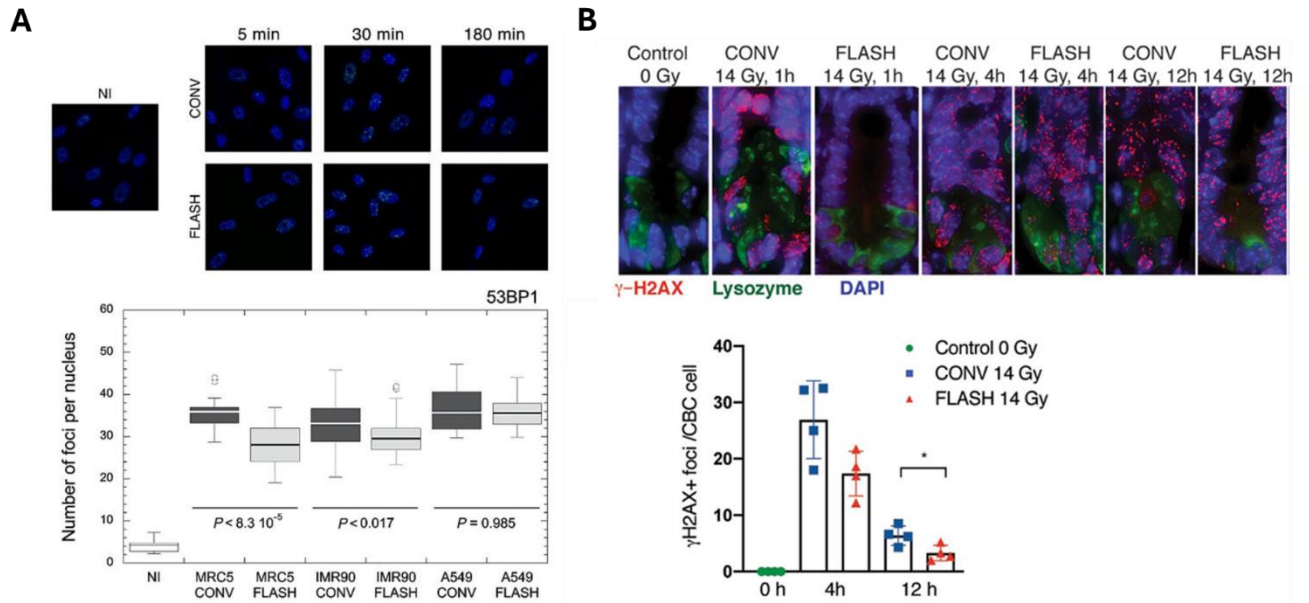 A
5 min 30 min 180 min
NI
CONV
FLASH
53BP1
Number of foci per nucleus
60
50
40
30
20
10
0
P < 8.3 10⁻⁵ P < 0.017 P = 0.985
NI MRC5 CONV MRC5 FLASH IMR90 CONV IMR90 FLASH A549 CONV A549 FLASH
B
Control 0 Gy
CONV 14 Gy, 1h
FLASH 14 Gy, 1h
CONV 14 Gy, 4h
FLASH 14 Gy, 4h
CONV 14 Gy, 12h
FLASH 14 Gy, 12h
γ-H2AX Lysozyme DAPI
γH2AX+ foci /CBC cell
40
30
20
10
0
Control 0 Gy
CONV 14 Gy
FLASH 14 Gy
*
0 h 4h 12 h